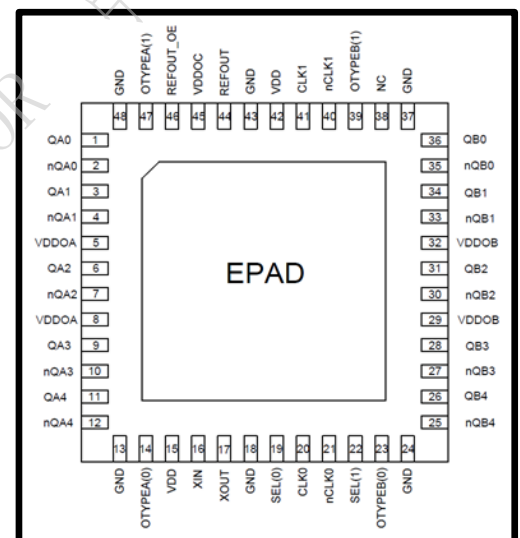 GND
OTYPEA(1)
REFOUT_OE
VDDOC
REFOUT
GND
VDD
CLK1
nCLK1
OTYPEB(1)
NC
GND
48 47 46 45 44 43 42 41 40 39 38 37
QA0 1 36 QB0
nQA0 2 35 nQB0
QA1 3 34 QB1
nQA1 4 33 nQB1
VDDOA 5 32 VDDOB
QA2 6 31 QB2
nQA2 7 30 nQB2
EPAD
VDDOA 8 29 VDDOB
QA3 9 28 QB3
nQA3 10 27 nQB3
QA4 11 26 QB4
nQA4 12 25 nQB4
13 14 15 16 17 18 19 20 21 22 23 24
GND
OTYPEA(0)
VDD
XIN
XOUT
GND
SEL(0)
CLK0
nCLK0
SEL(1)
OTYPEB(0)
GND
OR